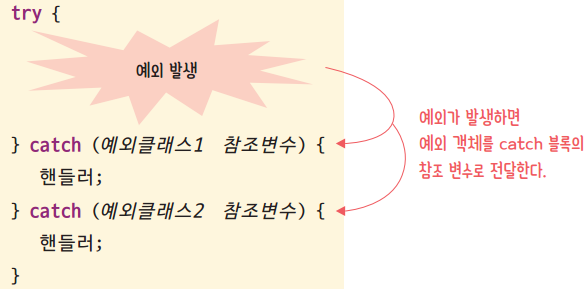 try {
예외 발생
} catch (예외클래스1 참조변수) {
핸들러;
} catch (예외클래스2 참조변수) {
핸들러;
}
예외가 발생하면
예외 객체를 catch 블록의
참조 변수로 전달한다.